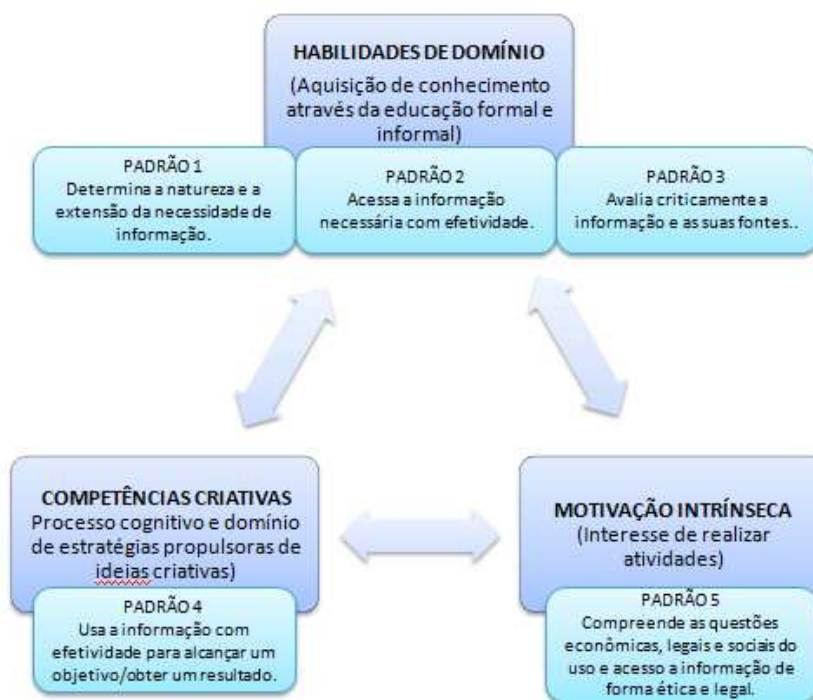 HABILIDADES DE DOMÍNIO
(Aquisição de conhecimento
através da educação formal e
informal)
PADRÃO 1
Determina a natureza e a
extensão da necessidade de
informação.
PADRÃO 2
Acessa a informação
necessária com efetividade.
PADRÃO 3
Avalia criticamente a
informação e as suas fontes..
COMPETÊNCIAS CRIATIVAS
Processo cognitivo e domínio
de estratégias propulsoras de
ideias criativas)
PADRÃO 4
Usa a informação com
efetividade para alcançar um
objetivo/obter um resultado.
MOTIVAÇÃO INTRÍNSECA
(Interesse de realizar
atividades)
PADRÃO 5
Compreende as questões
econômicas, legais e sociais do
uso e acesso a informação de
forma ética e legal.